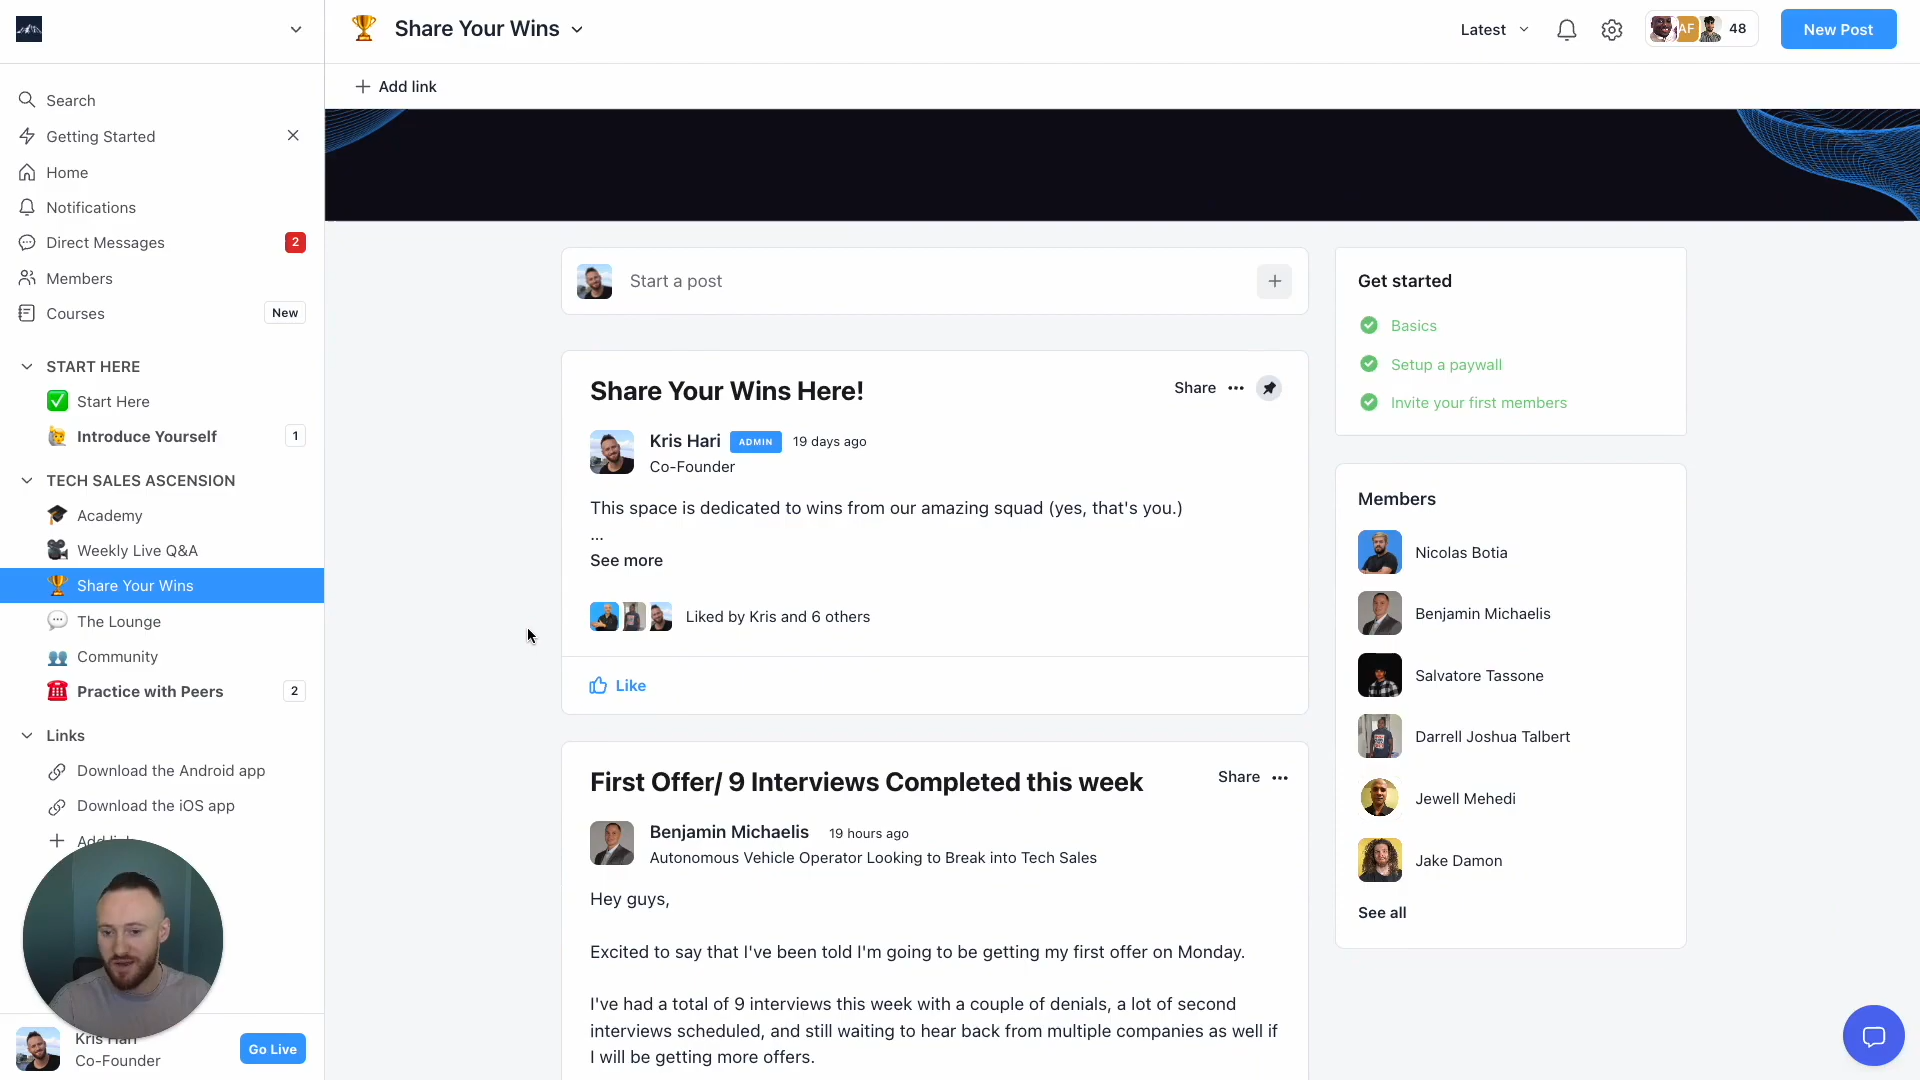 Share Your Wins
Latest
AF
48
New Post
Add link
Search
Getting Started
Home
Notifications
Direct Messages
2
Members
Courses
New
START HERE
Start Here
Introduce Yourself
1
TECH SALES ASCENSION
Academy
Weekly Live Q&A
Share Your Wins
The Lounge
Community
Practice with Peers
2
Links
Download the Android app
Download the iOS app
Kris Hari
Co-Founder
Go Live
Start a post
Share Your Wins Here!
Share
Kris Hari
ADMIN
19 days ago
Co-Founder
This space is dedicated to wins from our amazing squad (yes, that's you.)
...
See more
Liked by Kris and 6 others
Like
First Offer/ 9 Interviews Completed this week
Share
Benjamin Michaelis
19 hours ago
Autonomous Vehicle Operator Looking to Break into Tech Sales
Hey guys,
Excited to say that I've been told I'm going to be getting my first offer on Monday.
I've had a total of 9 interviews this week with a couple of denials, a lot of second
interviews scheduled, and still waiting to hear back from multiple companies as well if
I will be getting more offers.
Get started
Basics
Setup a paywall
Invite your first members
Members
Nicolas Botia
Benjamin Michaelis
Salvatore Tassone
Darrell Joshua Talbert
Jewell Mehedi
Jake Damon
See all